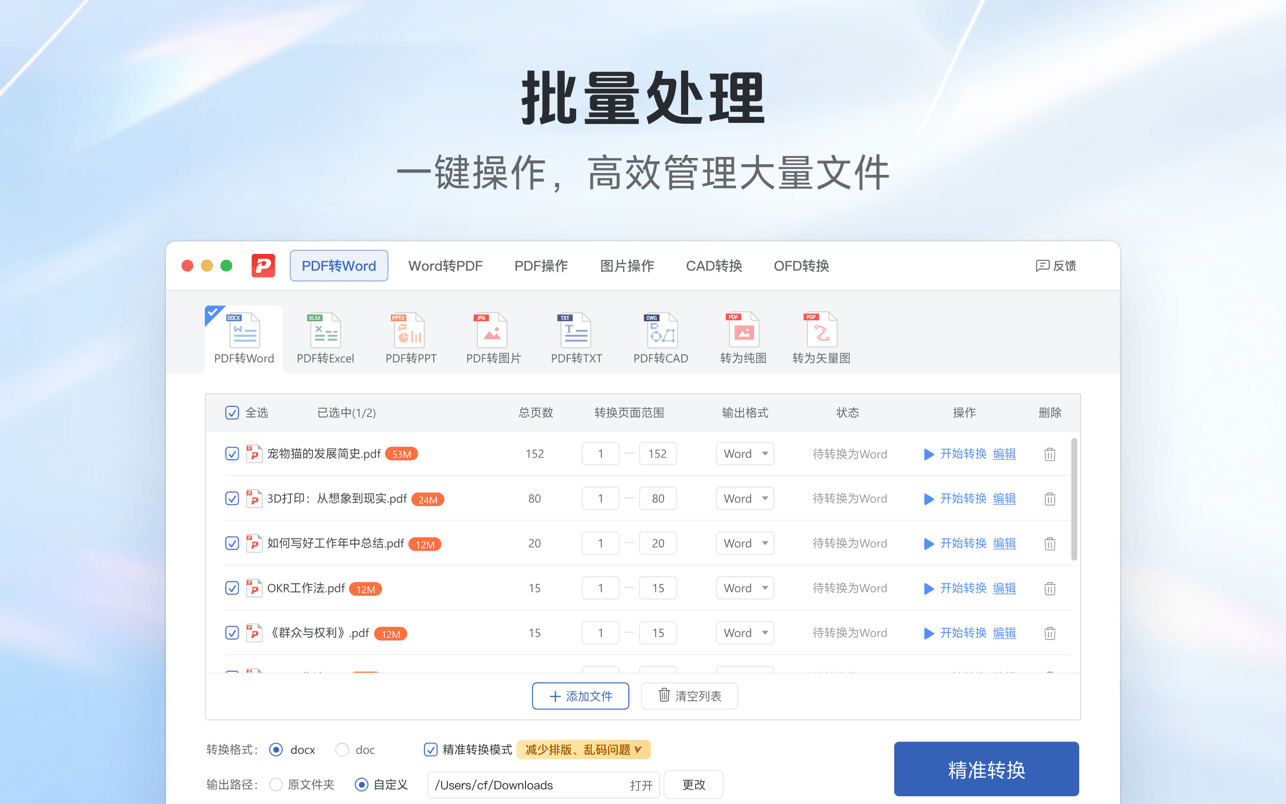 批量处理
一键操作，高效管理大量文件
PDF转Word Word转PDF PDF操作 图片操作 CAD转换 OFD转换 反馈
DOCX XLSX PPTX JPG TXT DWG PDF PDF
PDF转Word PDF转Excel PDF转PPT PDF转图片 PDF转TXT PDF转CAD 转为纯图 转为矢量图
全选 已选中(1/2) 总页数 转换页面范围 输出格式 状态 操作 删除
宠物猫的发展简史.pdf 53M 152 1 — 152 Word 待转换为Word 开始转换 编辑
3D打印：从想象到现实.pdf 24M 80 1 — 80 Word 待转换为Word 开始转换 编辑
如何写好工作年中总结.pdf 12M 20 1 — 20 Word 待转换为Word 开始转换 编辑
OKR工作法.pdf 12M 15 1 — 15 Word 待转换为Word 开始转换 编辑
《群众与权利》.pdf 12M 15 1 — 15 Word 待转换为Word 开始转换 编辑
添加文件 清空列表
转换格式： docx doc 精准转换模式 减少排版、乱码问题
精准转换
输出路径： 原文件夹 自定义 /Users/cf/Downloads 打开 更改